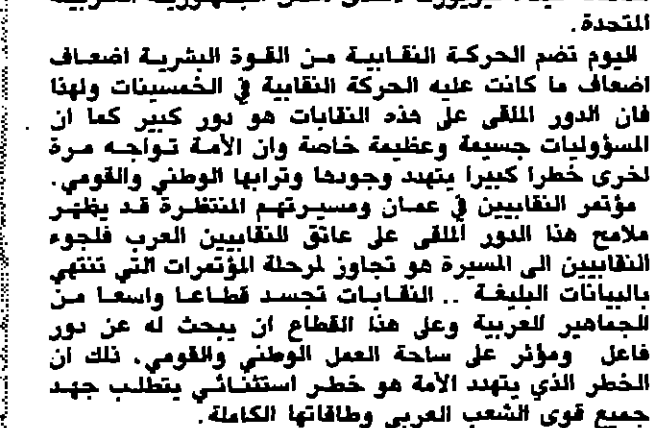 المتحدة.
اليوم تضم الحركة النقابية من القوة البشرية اضعاف
اضعاف ما كانت عليه الحركة النقابية في الخمسينات ولهذا
فان الدور الملقى على هذه النقابات هو دور كبير كما ان
المسؤوليات جسيمة وعظيمة خاصة وان الأمة تواجه مرة
اخرى خطرا كبيرا يتهدد وجودها وترابها الوطني والقومي.
مؤتمر النقابيين في عمان ومسيرتهم المنتظرة قد يظهر
ملامح هذا الدور الملقى على عاتق النقابيين العرب فلجوء
النقابيين الى المسيرة هو تجاوز لمرحلة المؤتمرات التي تنتهي
بالبيانات البليغة .. النقابات تجسد قطاعا واسعا من
الجماهير العربية وعلى هذا القطاع ان يبحث له عن دور
فاعل ومؤثر على ساحة العمل الوطني والقومي. ذلك ان
الخطر الذي يتهدد الأمة هو خطر استثنائي يتطلب جهد
جميع قوى الشعب العربي وطاقاتها الكاملة.